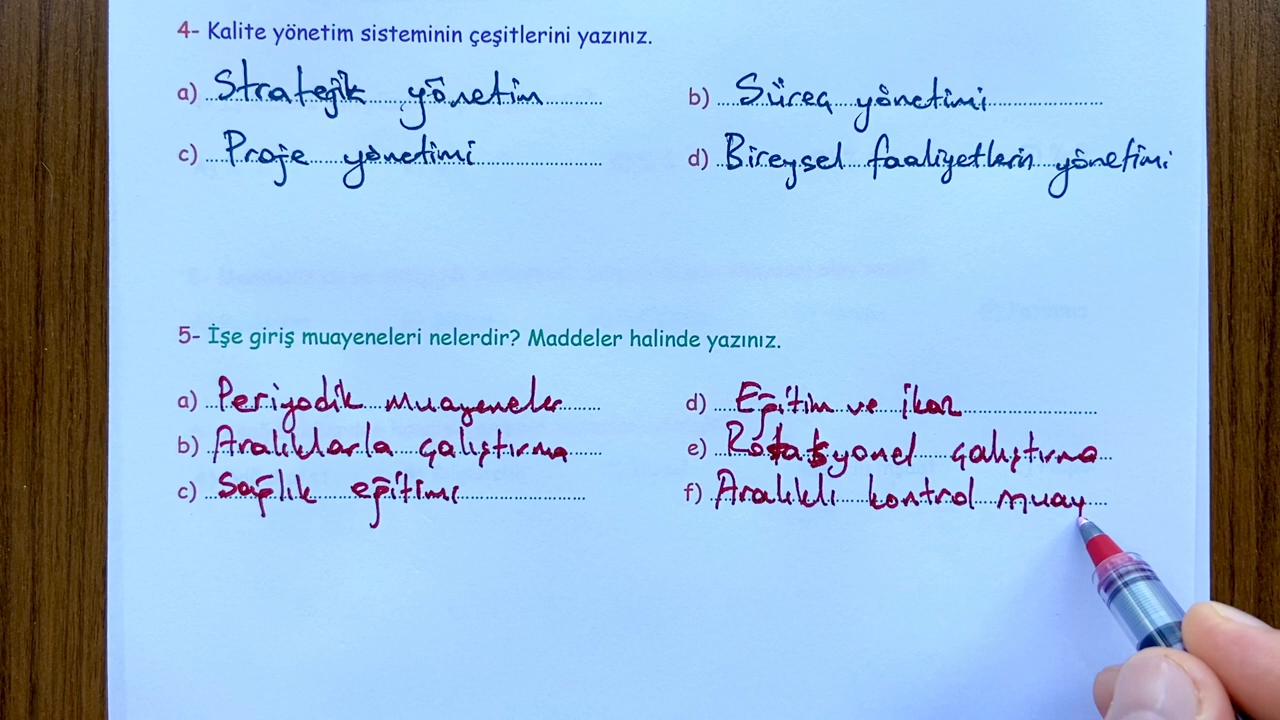 4- Kalite yönetim sisteminin çeşitlerini yazınız.
a) Stratejik yönetim
b) Süreç yönetimi
c) Proje yönetimi
d) Bireysel faaliyetlerin yönetimi
5- İşe giriş muayeneleri nelerdir? Maddeler halinde yazınız.
a) Periyodik muayeneler
b) Aralıklarla çalıştırma
c) Sağlık eğitimi
d) Eğitim ve ikaz
e) Rotasyonel çalıştırma
f) Aralıklı kontrol muay